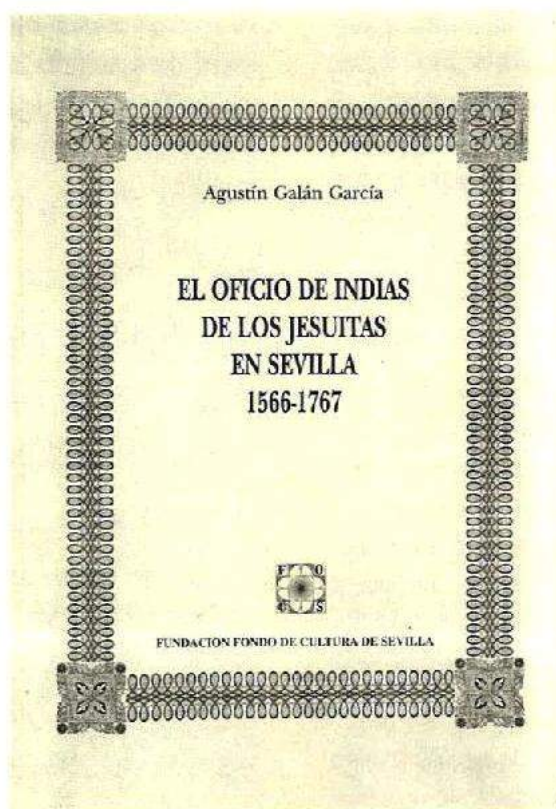 Agustín Galán García
EL OFICIO DE INDIAS
DE LOS JESUITAS
EN SEVILLA
1566-1767
F O
C S
FUNDACION FONDO DE CULTURA DE SEVILLA